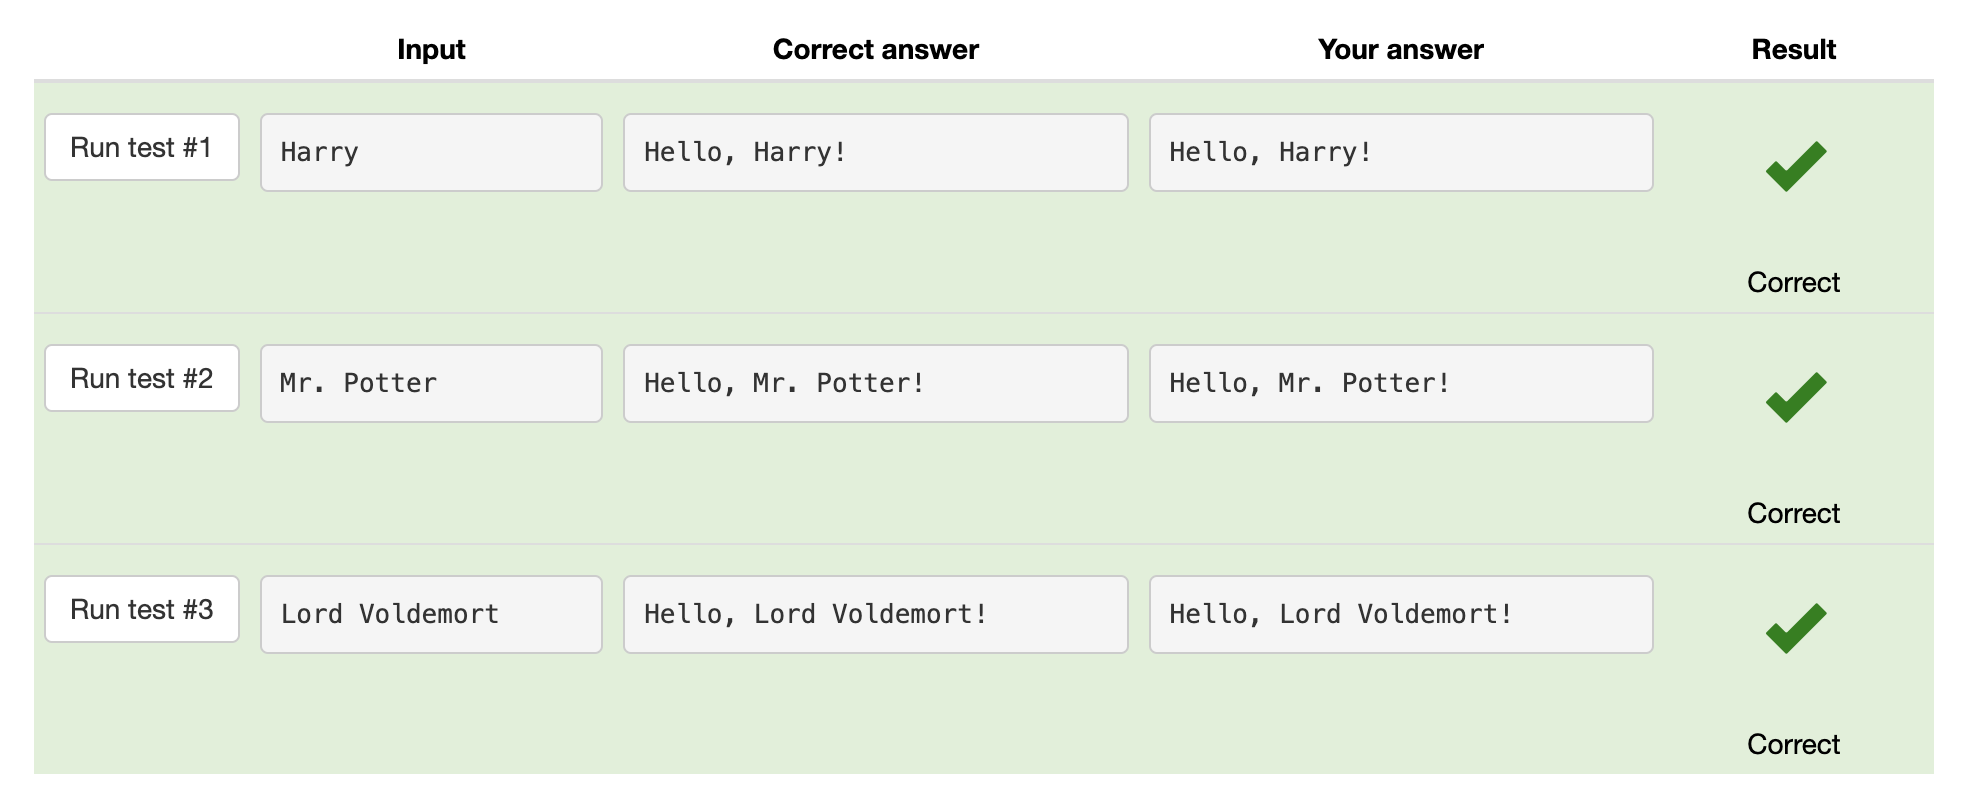 Input Correct answer Your answer Result
Run test #1 Harry Hello, Harry! Hello, Harry!
Correct
Run test #2 Mr. Potter Hello, Mr. Potter! Hello, Mr. Potter!
Correct
Run test #3 Lord Voldemort Hello, Lord Voldemort! Hello, Lord Voldemort!
Correct